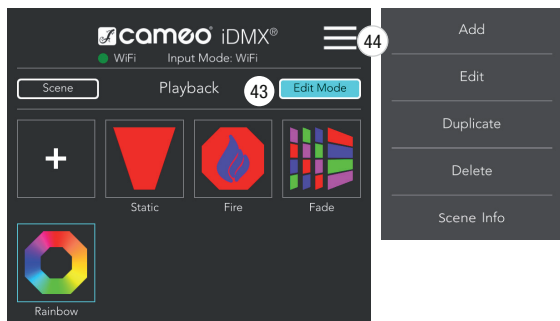 cameo iDMX®
WiFi Input Mode: WiFi
44
Scene Playback 43 Edit Mode
+
Static Fire Fade
Rainbow
Add
Edit
Duplicate
Delete
Scene Info